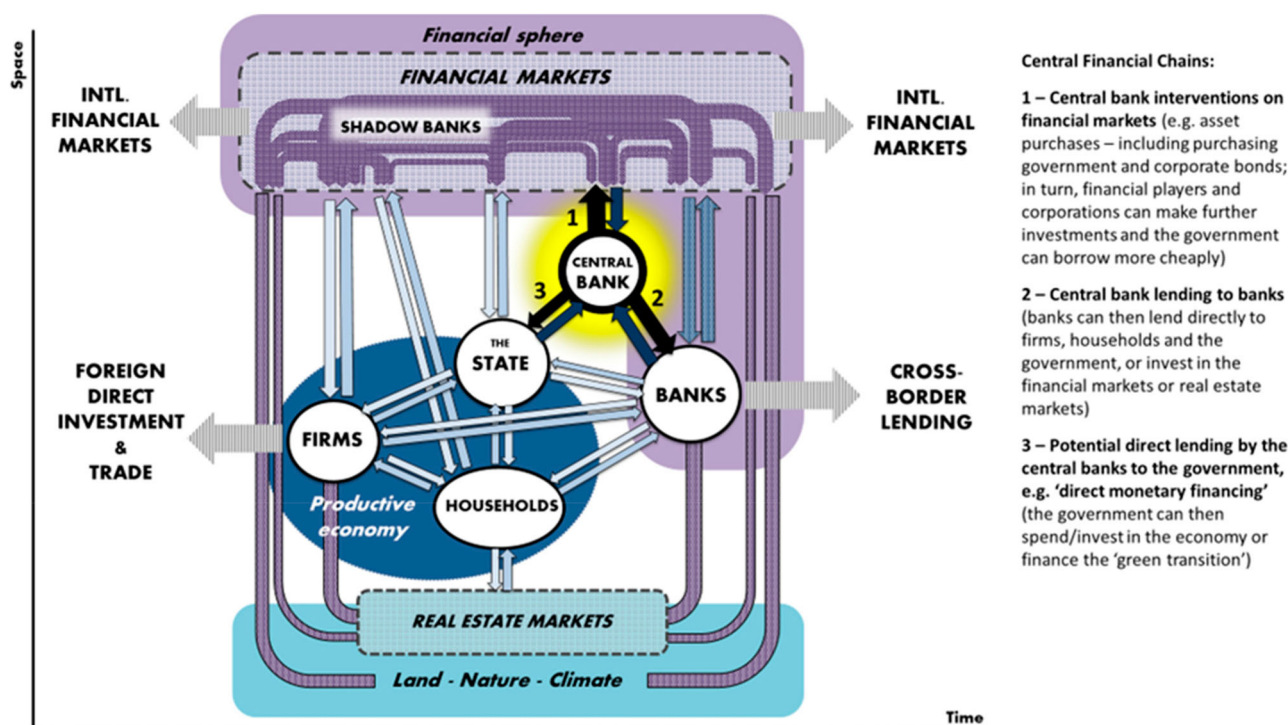 Space
Financial sphere
FINANCIAL MARKETS
SHADOW BANKS
INTL.
FINANCIAL
MARKETS
INTL.
FINANCIAL
MARKETS
1
CENTRAL
BANK
3
2
THE
STATE
BANKS
FIRMS
HOUSEHOLDS
Productive
economy
FOREIGN
DIRECT
INVESTMENT
&
TRADE
CROSS-
BORDER
LENDING
REAL ESTATE MARKETS
Land - Nature - Climate
Time
Central Financial Chains:
1 – Central bank interventions on
financial markets (e.g. asset
purchases – including purchasing
government and corporate bonds;
in turn, financial players and
corporations can make further
investments and the government
can borrow more cheaply)
2 – Central bank lending to banks
(banks can then lend directly to
firms, households and the
government, or invest in the
financial markets or real estate
markets)
3 – Potential direct lending by the
central banks to the government,
e.g. ‘direct monetary financing’
(the government can then
spend/invest in the economy or
finance the ‘green transition’)